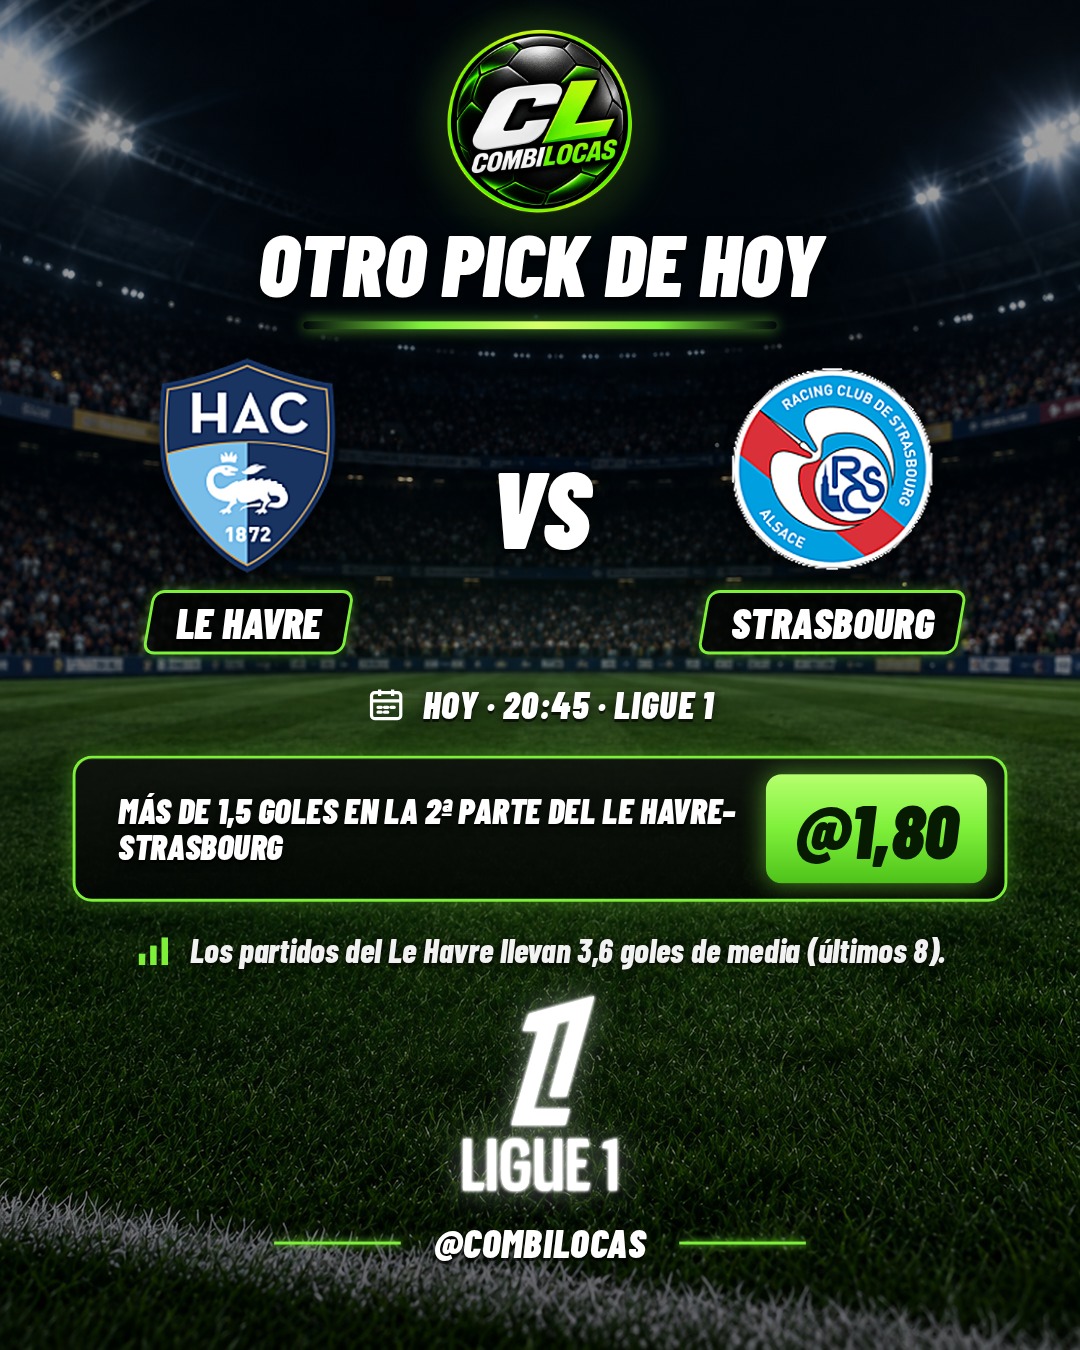 CL
COMBILOCAS
OTRO PICK DE HOY
HAC
1872
VS
RACING CLUB DE STRASBOURG
RCS
ALSACE
LE HAVRE
STRASBOURG
HOY · 20:45 · LIGUE 1
MÁS DE 1,5 GOLES EN LA 2ª PARTE DEL LE HAVRE-
STRASBOURG
@1,80
Los partidos del Le Havre llevan 3,6 goles de media (últimos 8).
LIGUE 1
@COMBILOCAS